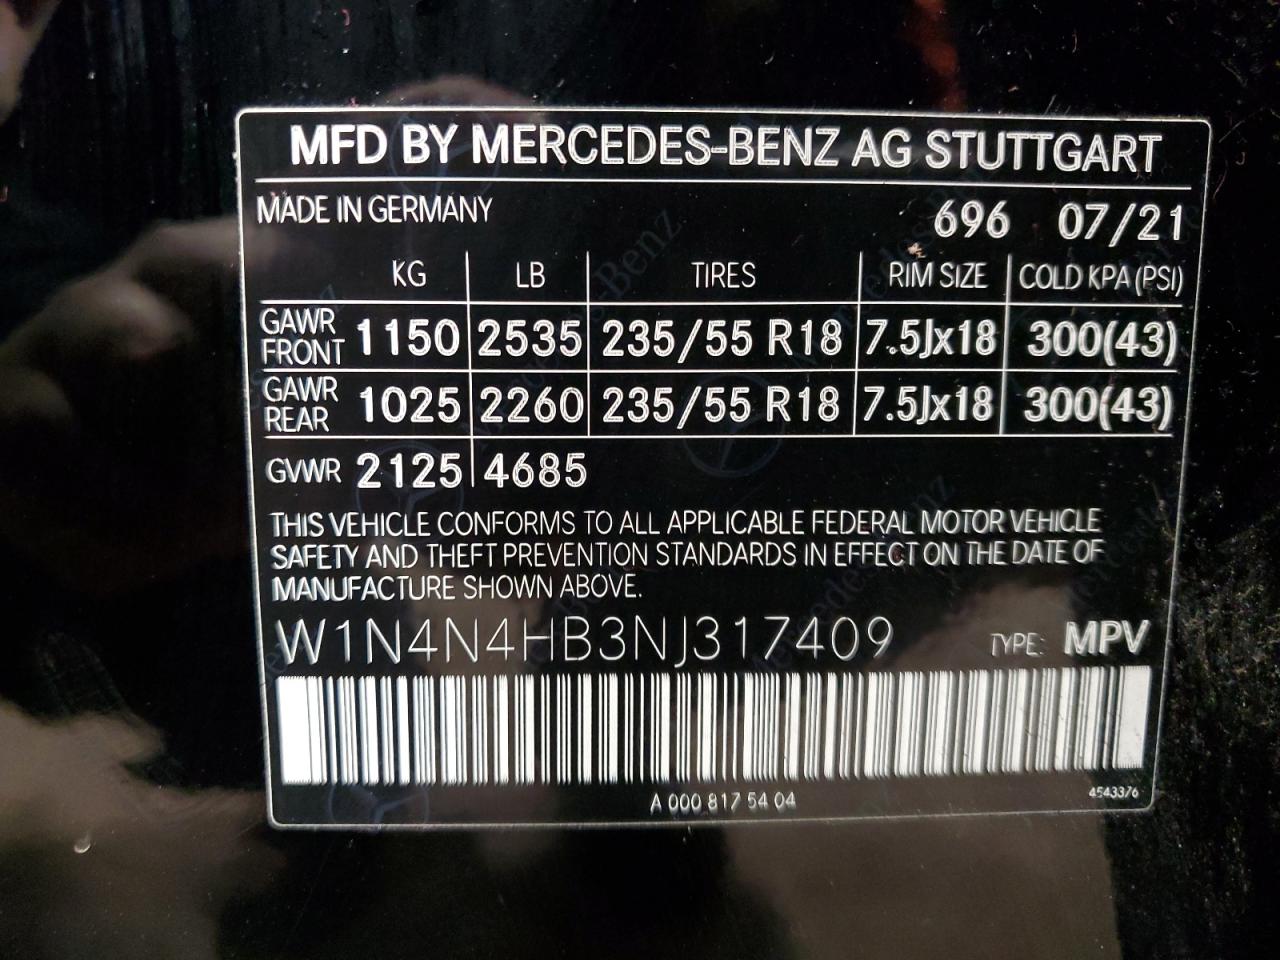 MFD BY MERCEDES-BENZ AG STUTTGART
MADE IN GERMANY 696 07/21
KG LB TIRES RIM SIZE COLD KPA (PSI)
GAWR FRONT 1150 2535 235/55 R18 7.5Jx18 300(43)
GAWR REAR 1025 2260 235/55 R18 7.5Jx18 300(43)
GVWR 2125 4685
THIS VEHICLE CONFORMS TO ALL APPLICABLE FEDERAL MOTOR VEHICLE
SAFETY AND THEFT PREVENTION STANDARDS IN EFFECT ON THE DATE OF
MANUFACTURE SHOWN ABOVE.
W1N4N4HB3NJ317409 TYPE: MPV
A 000 817 54 04 4543376